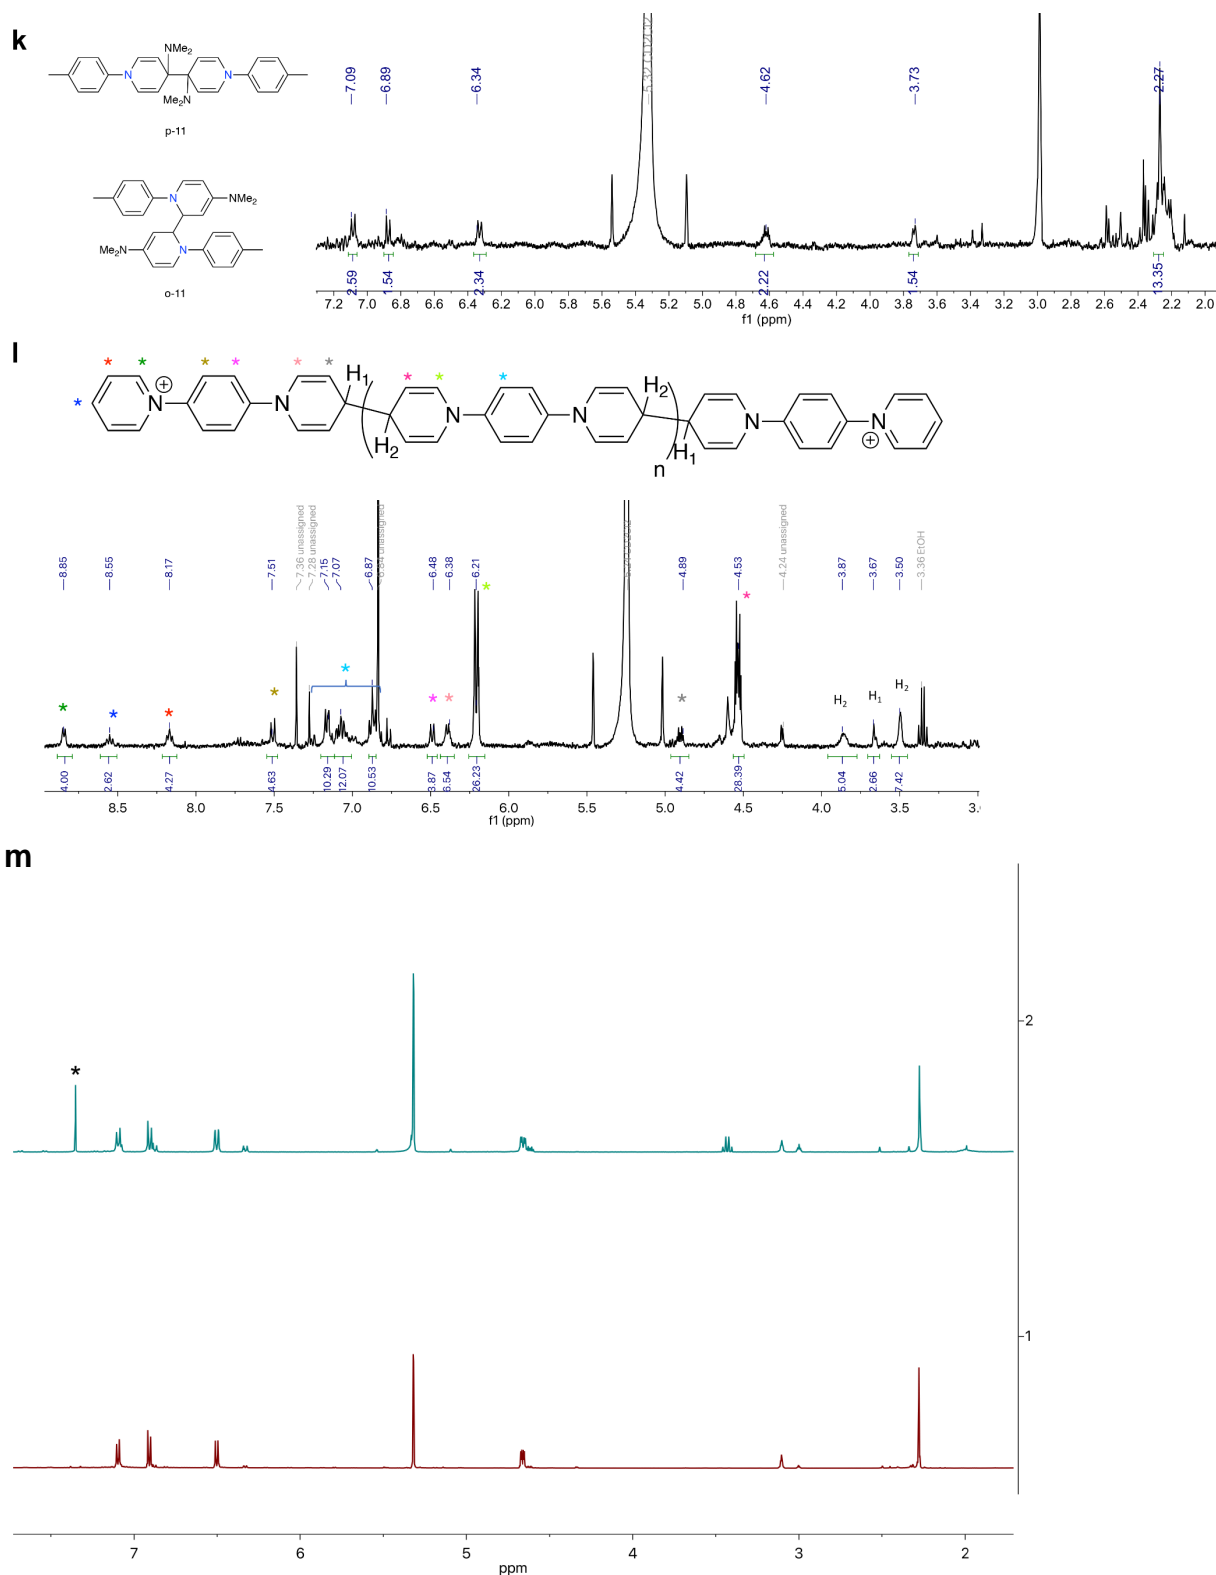 k
NMe₂
N
N
Me₂N
p-11
N
NMe₂
Me₂N
N
o-11
7.09
6.89
6.34
4.62
3.73
2.27
2.59
1.54
2.34
2.22
1.54
3.35
7.2 7.0 6.8 6.6 6.4 6.2 6.0 5.8 5.6 5.4 5.2 5.0 4.8 4.6 4.4 4.2 4.0 3.8 3.6 3.4 3.2 3.0 2.8 2.6 2.4 2.2 2.0
f1 (ppm)
l
* * * * * * * * *
H₁
H₂
*
N
⊕
N
N
N
N
N
⊕
H₂
H₁
n
8.85
8.55
8.17
7.51
7.36 unassigned
7.28 unassigned
7.15
7.07
6.87
6.84 unassigned
6.48
6.38
6.21
4.89
4.53
4.24 unassigned
3.87
3.67
3.50
3.36 EtOH
* * * * * * * * * *
*
H₂
H₁
H₂
4.00
2.62
4.27
4.63
10.29
12.07
10.53
3.87
6.54
26.23
4.42
28.39
5.04
2.66
7.42
8.5 8.0 7.5 7.0 6.5 6.0 5.5 5.0 4.5 4.0 3.5 3.
f1 (ppm)
m
*
2
1
7 6 5 4 3 2
ppm